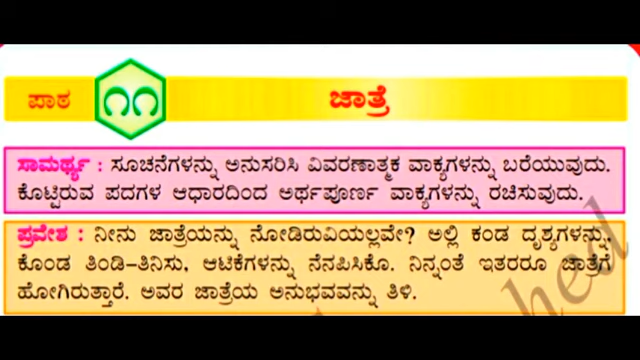 ಪಾಠ ೧೧ ಜಾತ್ರೆ
ಸಾಮರ್ಥ್ಯ : ಸೂಚನೆಗಳನ್ನು ಅನುಸರಿಸಿ ವಿವರಣಾತ್ಮಕ ವಾಕ್ಯಗಳನ್ನು ಬರೆಯುವುದು.
ಕೊಟ್ಟಿರುವ ಪದಗಳ ಆಧಾರದಿಂದ ಅರ್ಥಪೂರ್ಣ ವಾಕ್ಯಗಳನ್ನು ರಚಿಸುವುದು.
ಪ್ರವೇಶ : ನೀನು ಜಾತ್ರೆಯನ್ನು ನೋಡಿರುವಿಯಲ್ಲವೇ? ಅಲ್ಲಿ ಕಂಡ ದೃಶ್ಯಗಳನ್ನು,
ಕೊಂಡ ತಿಂಡಿ-ತಿನಿಸು, ಆಟಿಕೆಗಳನ್ನು ನೆನಪಿಸಿಕೊ. ನಿನ್ನಂತೆ ಇತರರೂ ಜಾತ್ರೆಗೆ
ಹೋಗಿರುತ್ತಾರೆ. ಅವರ ಜಾತ್ರೆಯ ಅನುಭವವನ್ನು ತಿಳಿ.